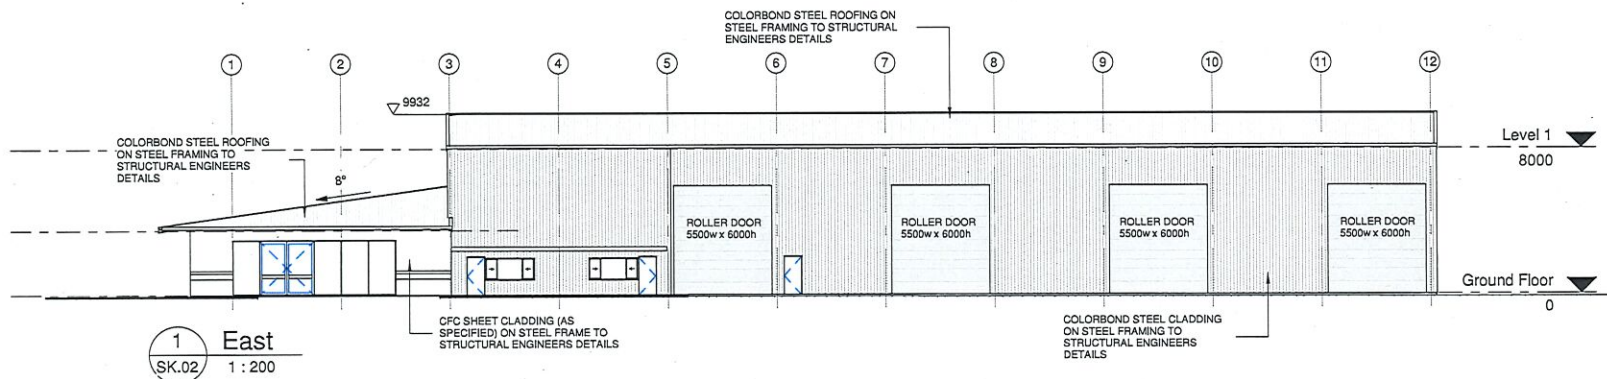 COLORBOND STEEL ROOFING ON
STEEL FRAMING TO STRUCTURAL
ENGINEERS DETAILS
1 2 3 4 5 6 7 8 9 10 11 12
9932
COLORBOND STEEL ROOFING
ON STEEL FRAMING TO
STRUCTURAL ENGINEERS
DETAILS
8°
Level 1
8000
ROLLER DOOR
5500w x 6000h
ROLLER DOOR
5500w x 6000h
ROLLER DOOR
5500w x 6000h
ROLLER DOOR
5500w x 6000h
Ground Floor
0
CFC SHEET CLADDING (AS
SPECIFIED) ON STEEL FRAME TO
STRUCTURAL ENGINEERS DETAILS
COLORBOND STEEL CLADDING
ON STEEL FRAMING TO
STRUCTURAL ENGINEERS
DETAILS
1 East
SK.02 1 : 200